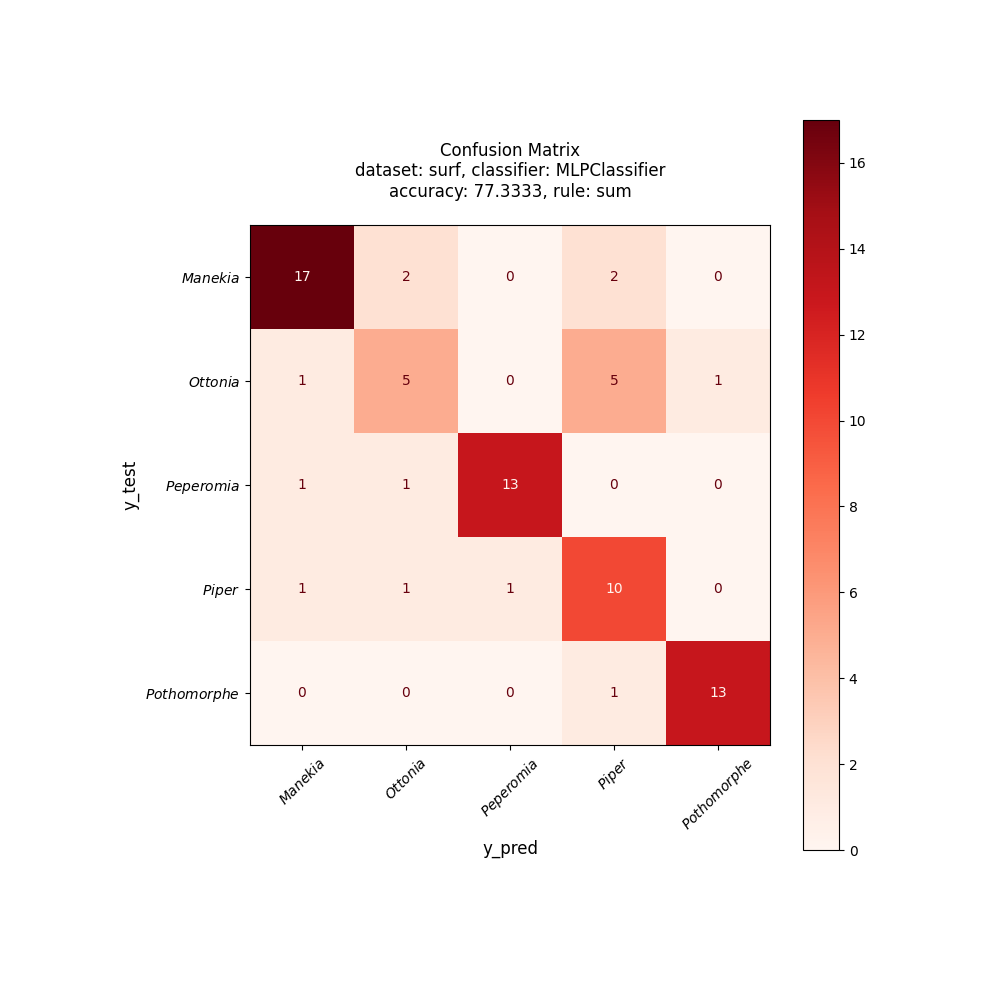 Confusion Matrix
dataset: surf, classifier: MLPClassifier
accuracy: 77.3333, rule: sum
y_test
Manekia 17 2 0 2 0
Ottonia 1 5 0 5 1
Peperomia 1 1 13 0 0
Piper 1 1 1 10 0
Pothomorphe 0 0 0 1 13
Manekia Ottonia Peperomia Piper Pothomorphe
y_pred
16
14
12
10
8
6
4
2
0